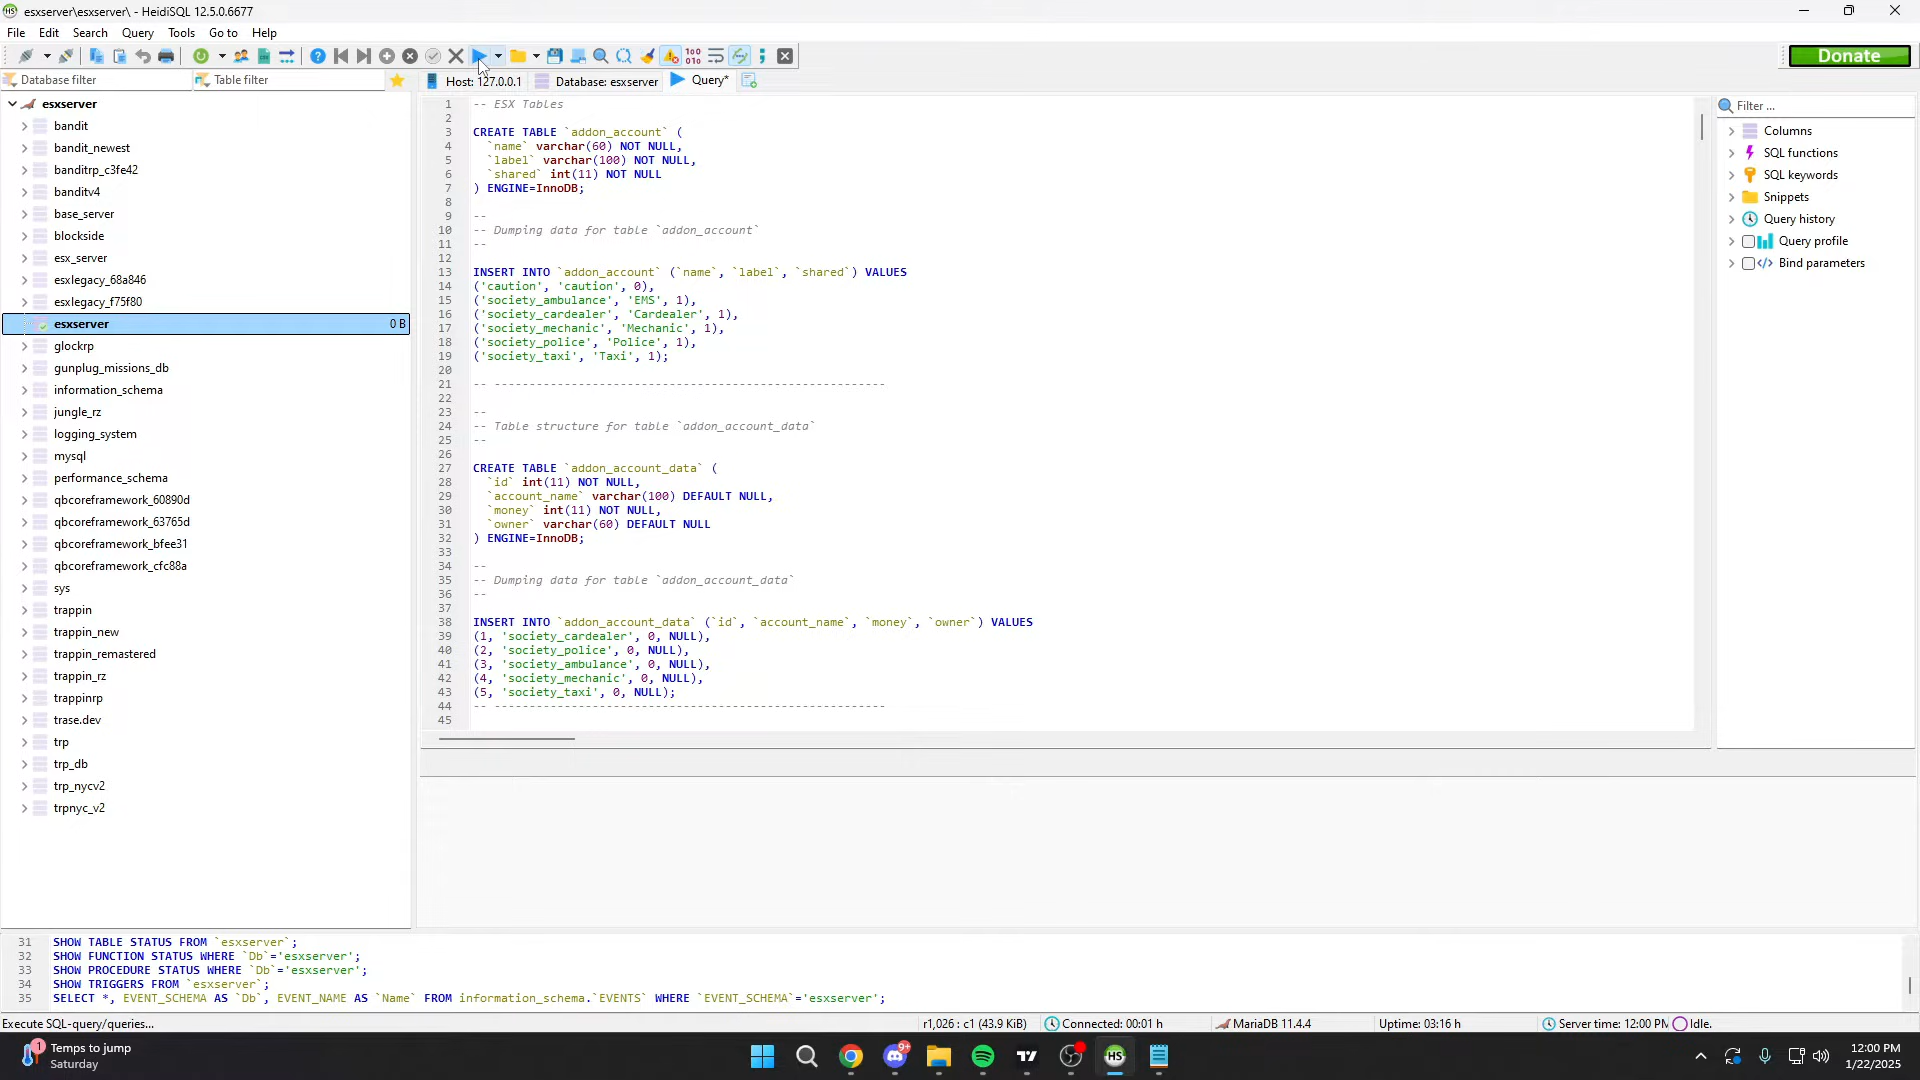 esxserver\esxserver\ - HeidiSQL 12.5.0.6677
File Edit Search Query Tools Go to Help
Donate
Database filter Table filter Host: 127.0.0.1 Database: esxserver Query*
Filter ...
esxserver
bandit
bandit_newest
banditrp_c3fe42
banditv4
base_server
blockside
esx_server
esxlegacy_68a846
esxlegacy_f75f80
esxserver 0 B
glockrp
gunplug_missions_db
information_schema
jungle_rz
logging_system
mysql
performance_schema
qbcoreframework_60890d
qbcoreframework_63765d
qbcoreframework_bfee31
qbcoreframework_cfc88a
sys
trappin
trappin_new
trappin_remastered
trappin_rz
trappinrp
trase.dev
trp
trp_db
trp_nycv2
trpnyc_v2
1 -- ESX Tables
2
3 CREATE TABLE `addon_account` (
4 `name` varchar(60) NOT NULL,
5 `label` varchar(100) NOT NULL,
6 `shared` int(11) NOT NULL
7 ) ENGINE=InnoDB;
8
9 --
10 -- Dumping data for table `addon_account`
11 --
12
13 INSERT INTO `addon_account` (`name`, `label`, `shared`) VALUES
14 ('caution', 'caution', 0),
15 ('society_ambulance', 'EMS', 1),
16 ('society_cardealer', 'Cardealer', 1),
17 ('society_mechanic', 'Mechanic', 1),
18 ('society_police', 'Police', 1),
19 ('society_taxi', 'Taxi', 1);
20
21 -- --------------------------------------------------------
22
23 --
24 -- Table structure for table `addon_account_data`
25 --
26
27 CREATE TABLE `addon_account_data` (
28 `id` int(11) NOT NULL,
29 `account_name` varchar(100) DEFAULT NULL,
30 `money` int(11) NOT NULL,
31 `owner` varchar(60) DEFAULT NULL
32 ) ENGINE=InnoDB;
33
34 --
35 -- Dumping data for table `addon_account_data`
36 --
37
38 INSERT INTO `addon_account_data` (`id`, `account_name`, `money`, `owner`) VALUES
39 (1, 'society_cardealer', 0, NULL),
40 (2, 'society_police', 0, NULL),
41 (3, 'society_ambulance', 0, NULL),
42 (4, 'society_mechanic', 0, NULL),
43 (5, 'society_taxi', 0, NULL);
44 -- --------------------------------------------------------
45
Columns
SQL functions
SQL keywords
Snippets
Query history
Query profile
Bind parameters
31 SHOW TABLE STATUS FROM `esxserver`;
32 SHOW FUNCTION STATUS WHERE `Db`='esxserver';
33 SHOW PROCEDURE STATUS WHERE `Db`='esxserver';
34 SHOW TRIGGERS FROM `esxserver`;
35 SELECT *, EVENT_SCHEMA AS `Db`, EVENT_NAME AS `Name` FROM information_schema.`EVENTS` WHERE `EVENT_SCHEMA`='esxserver';
Execute SQL-query/queries... r1,026 : c1 (43.9 KiB) Connected: 00:01 h MariaDB 11.4.4 Uptime: 03:16 h Server time: 12:00 PM Idle.
1 Temps to jump
Saturday
9+
12:00 PM
1/22/2025